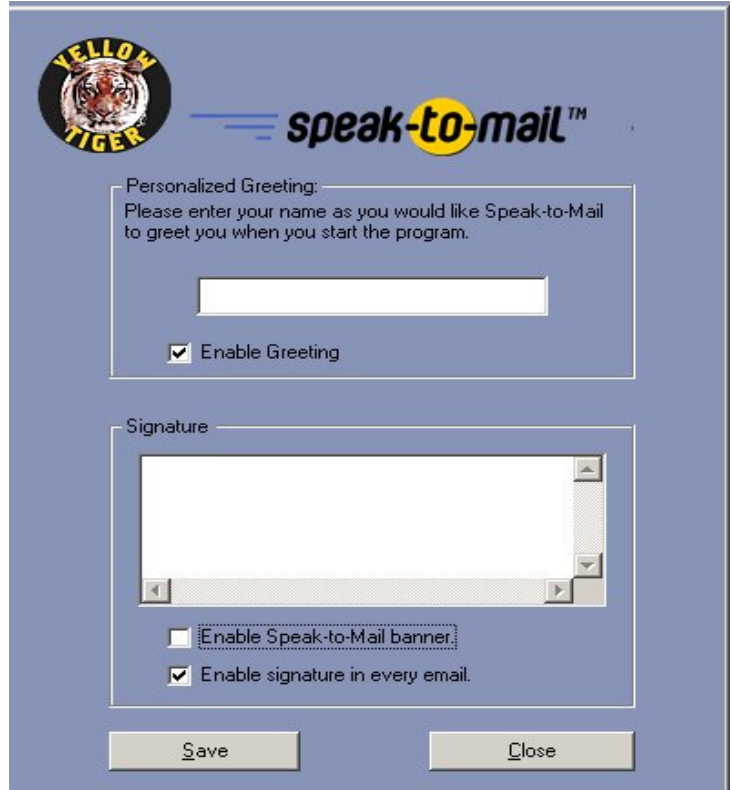 YELLOW
TIGER
speak-to-mail™
Personalized Greeting:
Please enter your name as you would like Speak-to-Mail
to greet you when you start the program.
Enable Greeting
Signature
Enable Speak-to-Mail banner.
Enable signature in every email.
Save
Close